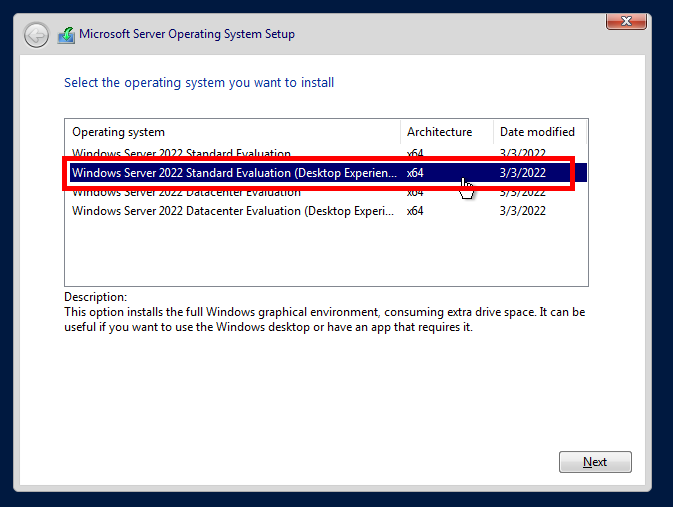 Microsoft Server Operating System Setup
Select the operating system you want to install
Operating system Architecture Date modified
Windows Server 2022 Standard Evaluation x64 3/3/2022
Windows Server 2022 Standard Evaluation (Desktop Experien... x64 3/3/2022
Windows Server 2022 Datacenter Evaluation x64 3/3/2022
Windows Server 2022 Datacenter Evaluation (Desktop Experi... x64 3/3/2022
Description:
This option installs the full Windows graphical environment, consuming extra drive space. It can be
useful if you want to use the Windows desktop or have an app that requires it.
Next